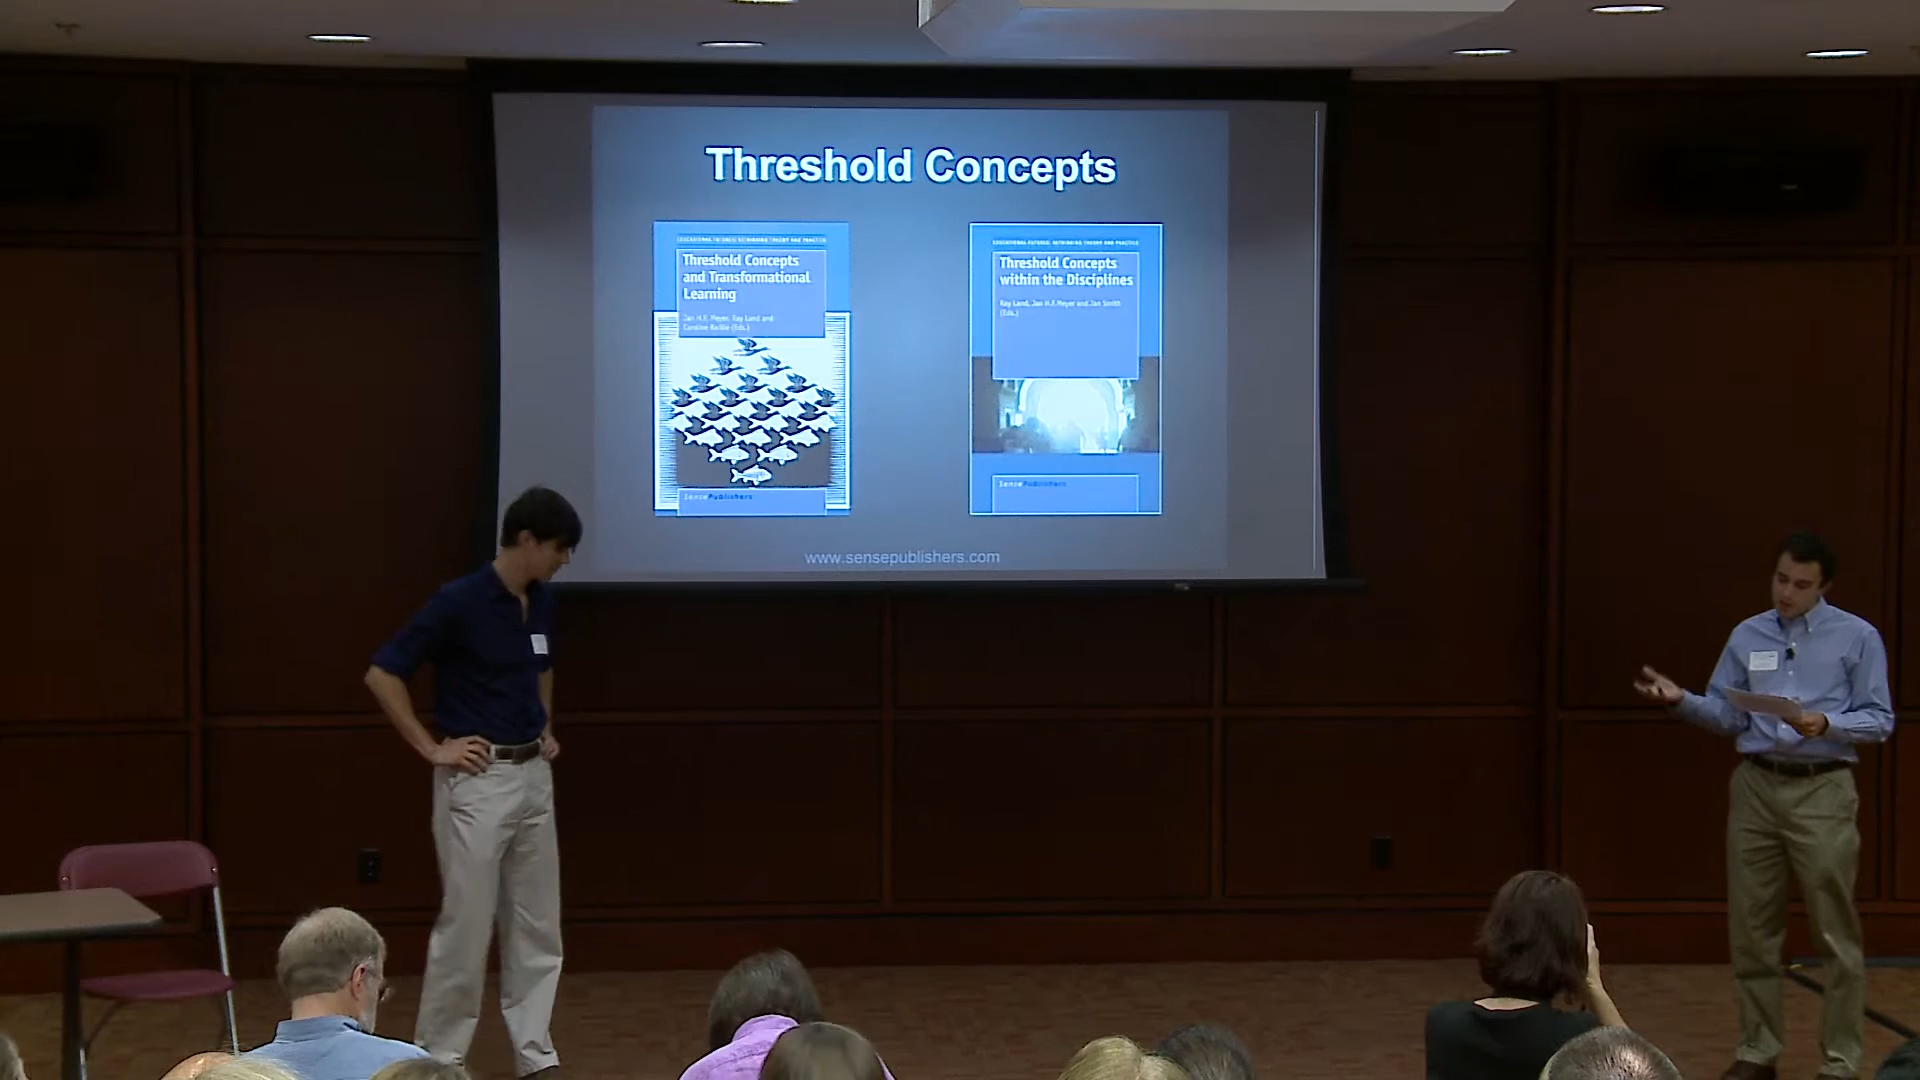 Threshold Concepts
EDUCATIONAL FUTURES: RETHINKING THEORY AND PRACTICE
Threshold Concepts
and Transformational
Learning
Jan H.F. Meyer, Ray Land and
Caroline Baillie (Eds.)
SensePublishers
EDUCATIONAL FUTURES: RETHINKING THEORY AND PRACTICE
Threshold Concepts
within the Disciplines
Ray Land, Jan H.F. Meyer and Jan Smith
(Eds.)
SensePublishers
www.sensepublishers.com